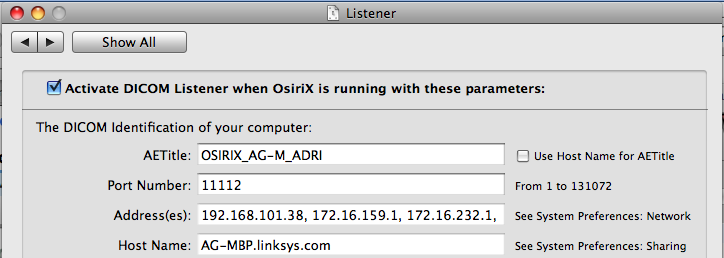 Listener
Show All
Activate DICOM Listener when OsiriX is running with these parameters:
The DICOM Identification of your computer:
AETitle: OSIRIX_AG-M_ADRI Use Host Name for AETitle
Port Number: 11112 From 1 to 131072
Address(es): 192.168.101.38, 172.16.159.1, 172.16.232.1, See System Preferences: Network
Host Name: AG-MBP.linksys.com See System Preferences: Sharing